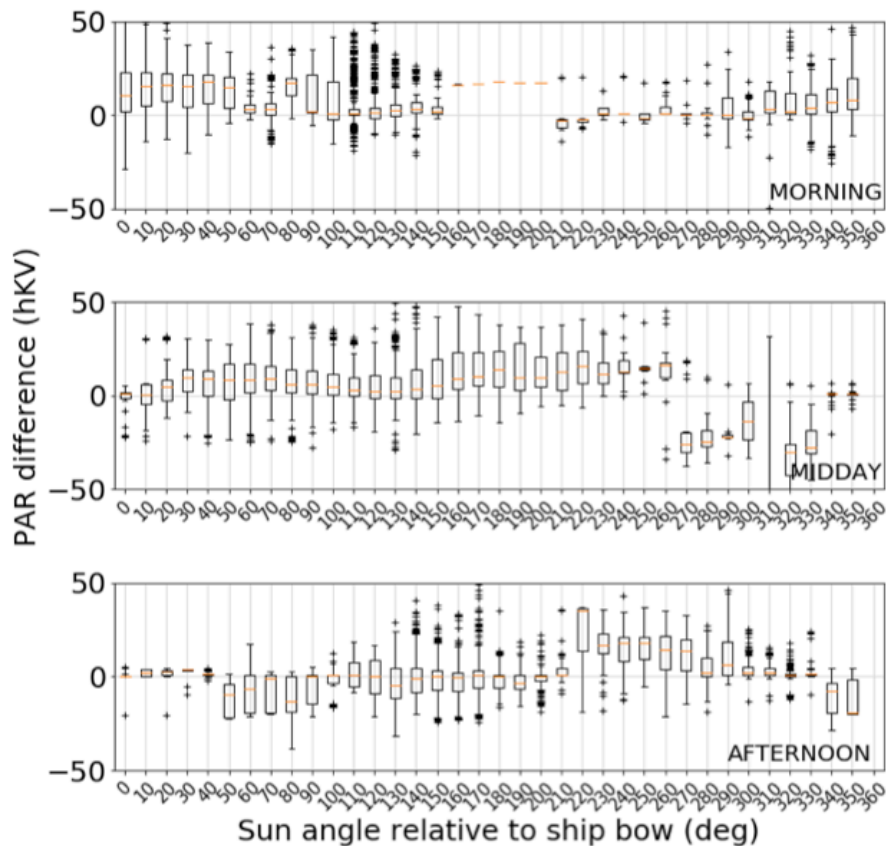 50
0
−50
MORNING
0 10 20 30 40 50 60 70 80 90 100 110 120 130 140 150 160 170 180 190 200 210 220 230 240 250 260 270 280 290 300 310 320 330 340 350 360
PAR difference (hKV)
50
0
−50
MIDDAY
0 10 20 30 40 50 60 70 80 90 100 110 120 130 140 150 160 170 180 190 200 210 220 230 240 250 260 270 280 290 300 310 320 330 340 350 360
50
0
−50
AFTERNOON
0 10 20 30 40 50 60 70 80 90 100 110 120 130 140 150 160 170 180 190 200 210 220 230 240 250 260 270 280 290 300 310 320 330 340 350 360
Sun angle relative to ship bow (deg)